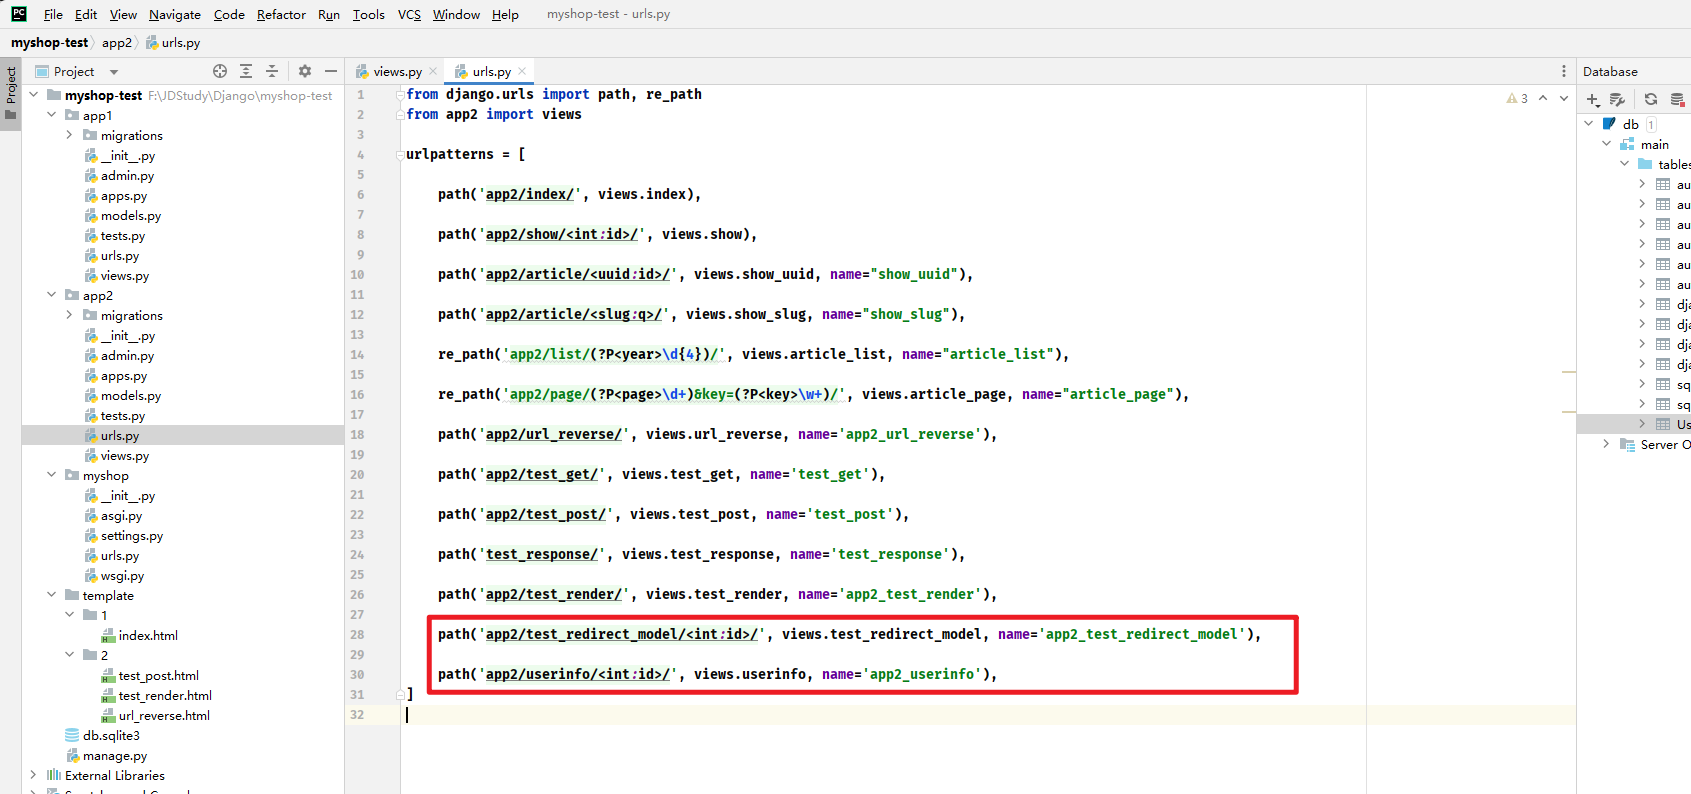 PC File Edit View Navigate Code Refactor Run Tools VCS Window Help myshop-test - urls.py
myshop-test app2 urls.py
Project
Project
views.py urls.py
Database
myshop-test F:\JDStudy\Django\myshop-test
app1
migrations
__init__.py
admin.py
apps.py
models.py
tests.py
urls.py
views.py
app2
migrations
__init__.py
admin.py
apps.py
models.py
tests.py
urls.py
views.py
myshop
__init__.py
asgi.py
settings.py
urls.py
wsgi.py
template
1
index.html
2
test_post.html
test_render.html
url_reverse.html
db.sqlite3
manage.py
External Libraries
1 from django.urls import path, re_path
2 from app2 import views
3
4 urlpatterns = [
5
6 path('app2/index/', views.index),
7
8 path('app2/show/<int:id>/', views.show),
9
10 path('app2/article/<uuid:id>/', views.show_uuid, name="show_uuid"),
11
12 path('app2/article/<slug:q>/', views.show_slug, name="show_slug"),
13
14 re_path('app2/list/(?P<year>\d{4})/', views.article_list, name="article_list"),
15
16 re_path('app2/page/(?P<page>\d+)&key=(?P<key>\w+)/', views.article_page, name="article_page"),
17
18 path('app2/url_reverse/', views.url_reverse, name='app2_url_reverse'),
19
20 path('app2/test_get/', views.test_get, name='test_get'),
21
22 path('app2/test_post/', views.test_post, name='test_post'),
23
24 path('test_response/', views.test_response, name='test_response'),
25
26 path('app2/test_render/', views.test_render, name='app2_test_render'),
27
28 path('app2/test_redirect_model/<int:id>/', views.test_redirect_model, name='app2_test_redirect_model'),
29
30 path('app2/userinfo/<int:id>/', views.userinfo, name='app2_userinfo'),
31 ]
32
3
db 1
main
tables
au
au
au
au
au
au
dja
dja
dja
dja
sq
sq
Us
Server O